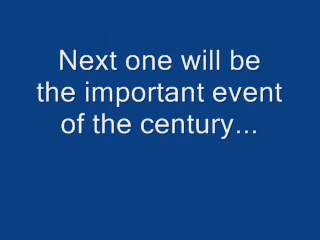 Next one will be
the important event
of the century...